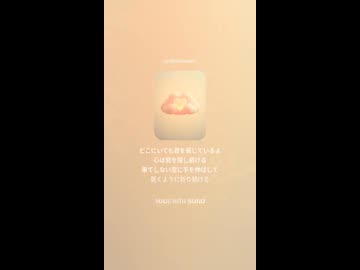 どこにいても君を感じているよ
心は君を探し続ける
果てしない空に手を伸ばして
届くように祈り続ける
MADE WITH SUNO